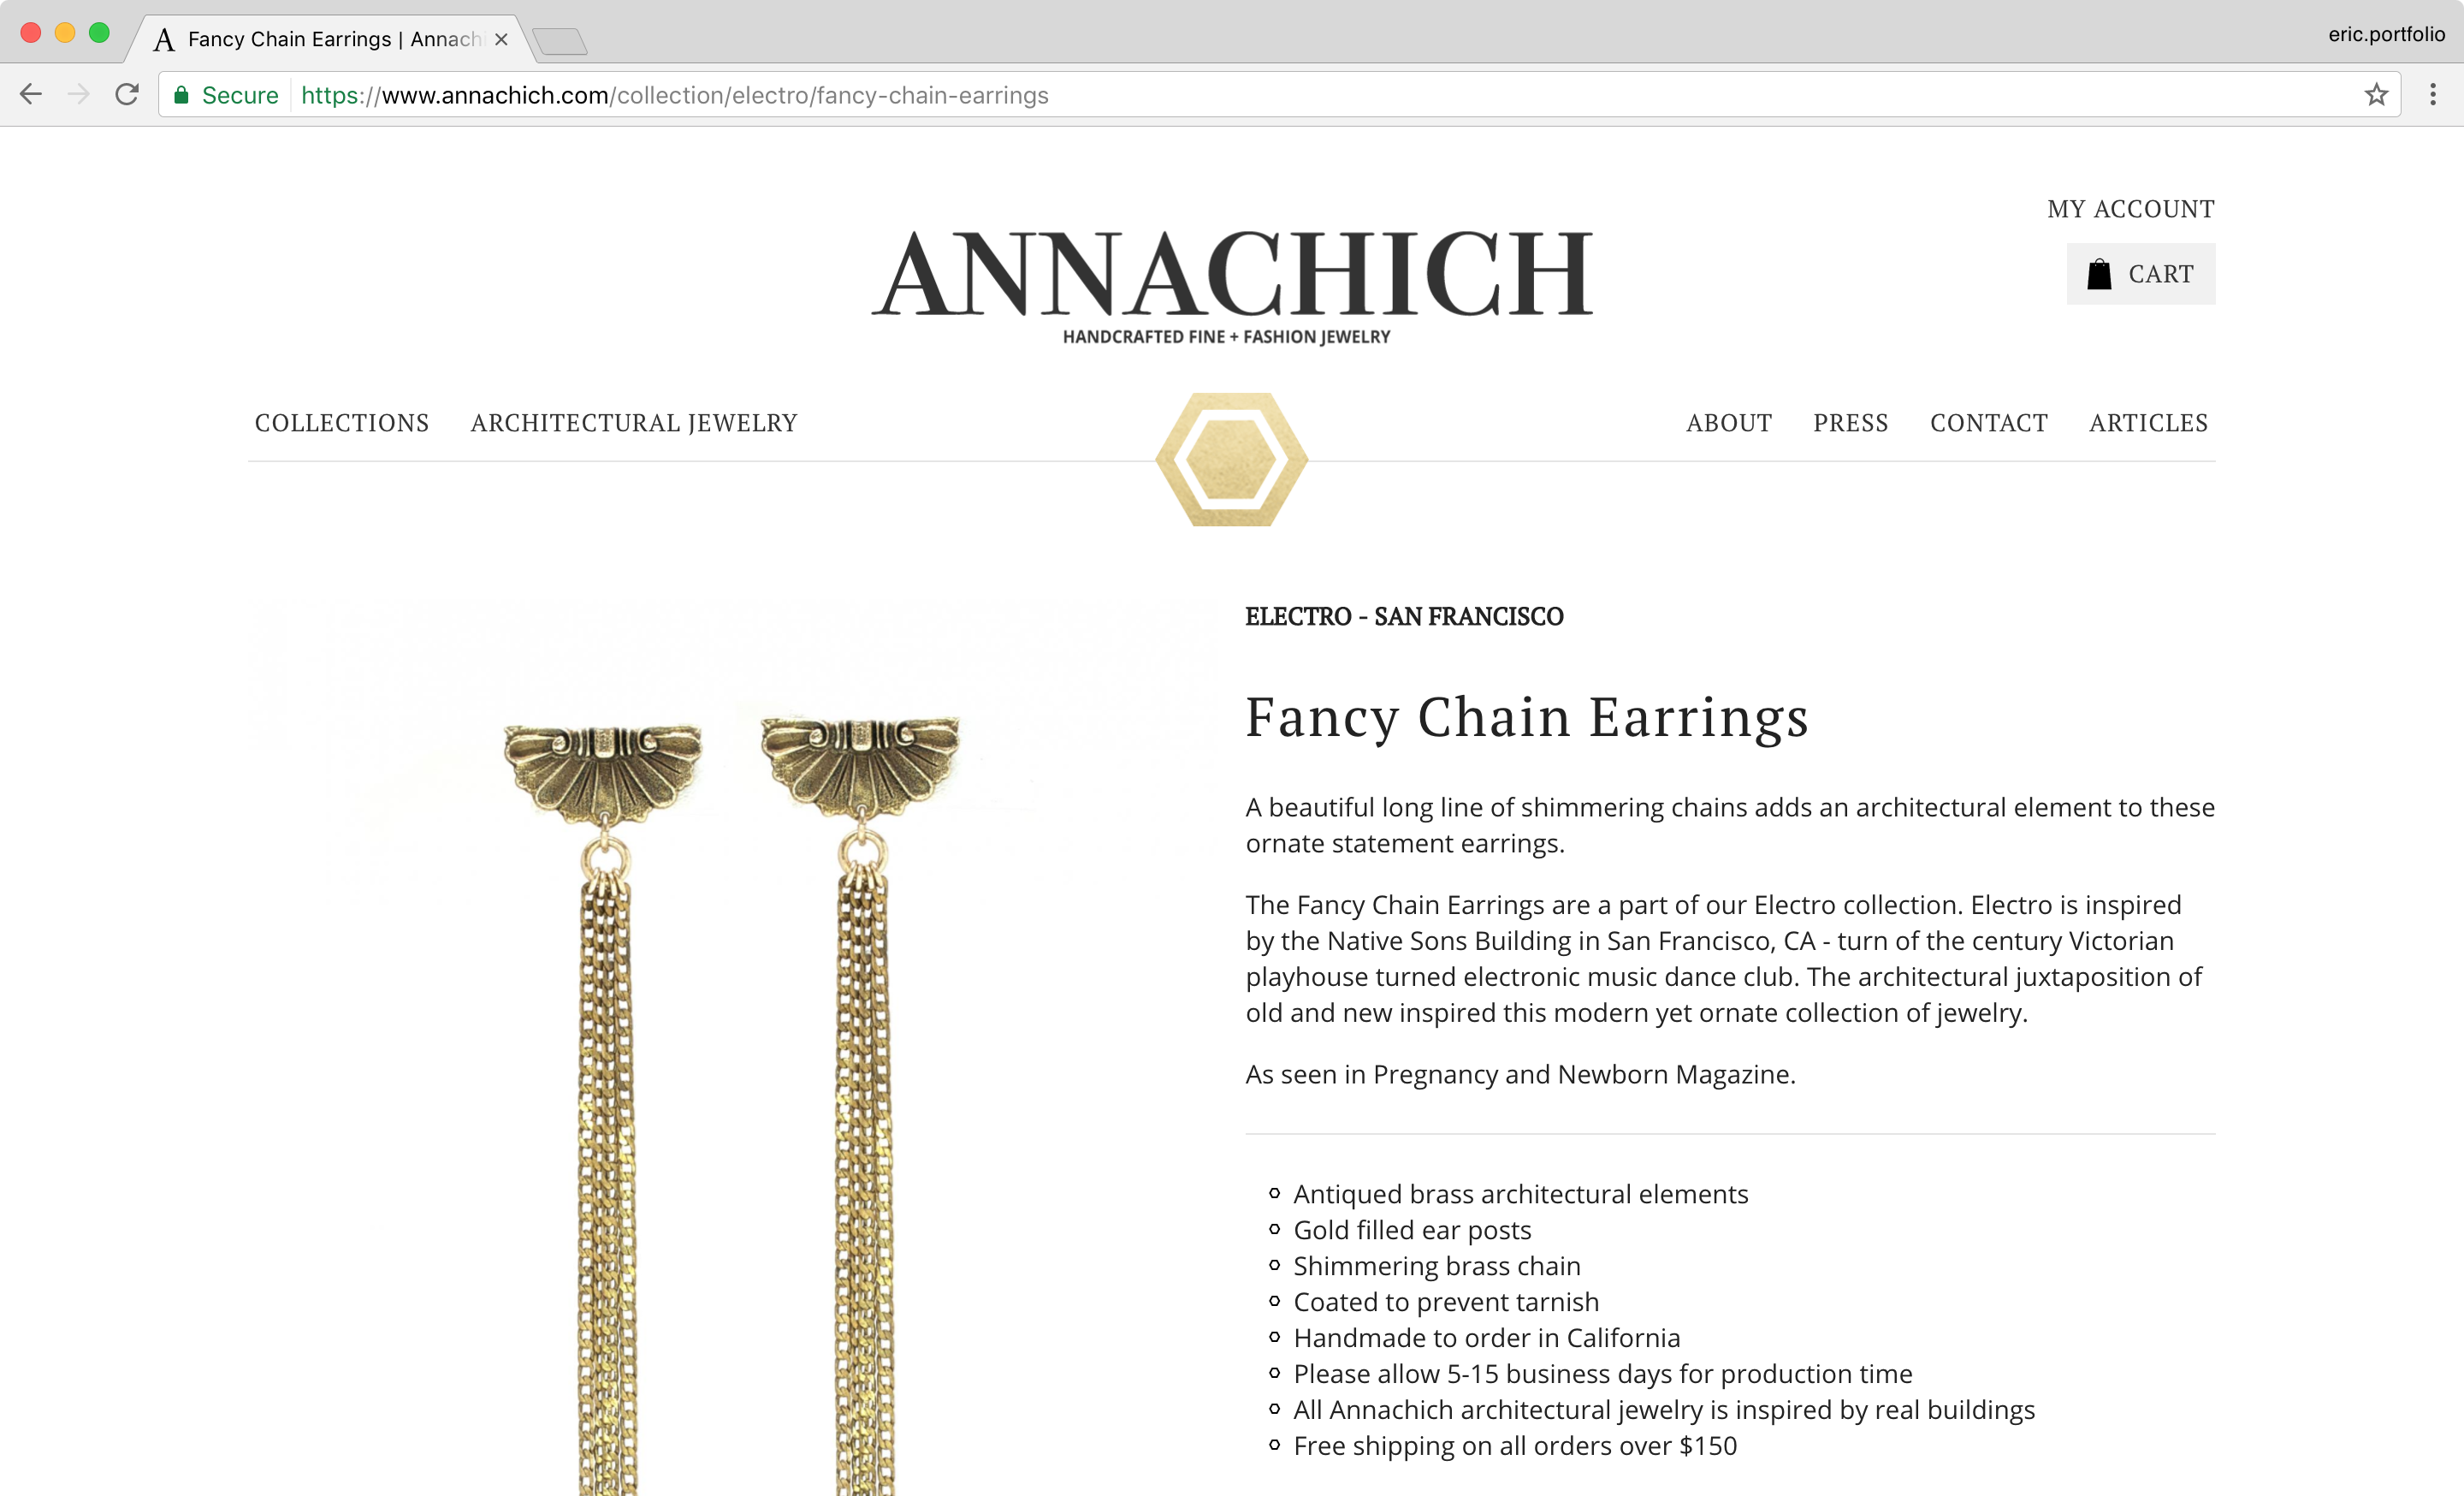 A Fancy Chain Earrings | Annach
eric.portfolio
Secure https://www.annachich.com/collection/electro/fancy-chain-earrings
MY ACCOUNT
CART
ANNACHICH
HANDCRAFTED FINE + FASHION JEWELRY
COLLECTIONS ARCHITECTURAL JEWELRY
ABOUT PRESS CONTACT ARTICLES
ELECTRO - SAN FRANCISCO
Fancy Chain Earrings
A beautiful long line of shimmering chains adds an architectural element to these
ornate statement earrings.
The Fancy Chain Earrings are a part of our Electro collection. Electro is inspired
by the Native Sons Building in San Francisco, CA - turn of the century Victorian
playhouse turned electronic music dance club. The architectural juxtaposition of
old and new inspired this modern yet ornate collection of jewelry.
As seen in Pregnancy and Newborn Magazine.
Antiqued brass architectural elements
Gold filled ear posts
Shimmering brass chain
Coated to prevent tarnish
Handmade to order in California
Please allow 5-15 business days for production time
All Annachich architectural jewelry is inspired by real buildings
Free shipping on all orders over $150